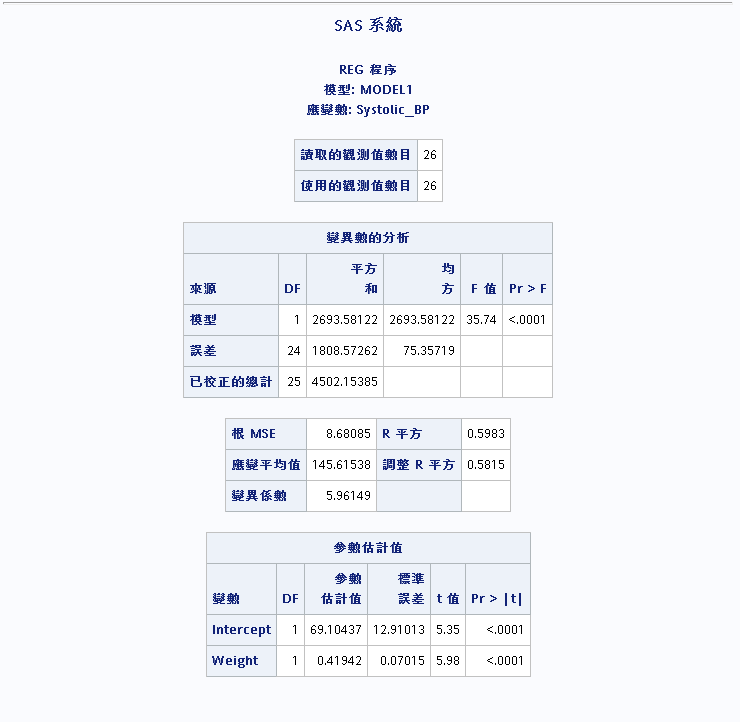 SAS 系統
REG 程序
模型: MODEL1
應變數: Systolic_BP
讀取的觀測值數目 26
使用的觀測值數目 26
變異數的分析
來源 DF 平方和 均方 F 值 Pr > F
模型 1 2693.58122 2693.58122 35.74 <.0001
誤差 24 1808.57262 75.35719
已校正的總計 25 4502.15385
根 MSE 8.68085 R 平方 0.5983
應變平均值 145.61538 調整 R 平方 0.5815
變異係數 5.96149
參數估計值
變數 DF 參數估計值 標準誤差 t 值 Pr > |t|
Intercept 1 69.10437 12.91013 5.35 <.0001
Weight 1 0.41942 0.07015 5.98 <.0001